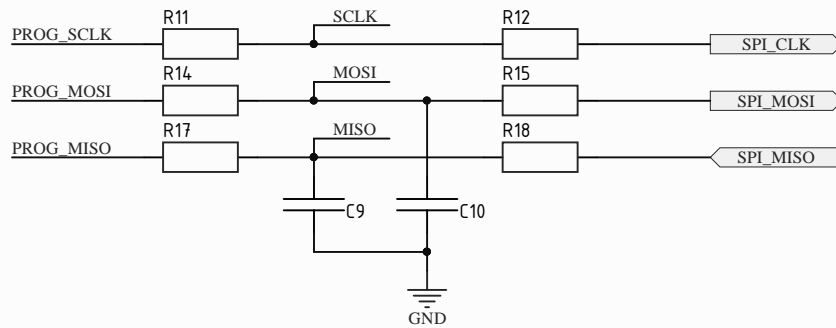 R11 SCLK R12
PROG_SCLK SPI_CLK
R14 MOSI R15
PROG_MOSI SPI_MOSI
R17 MISO R18
PROG_MISO SPI_MISO
C9 C10
GND